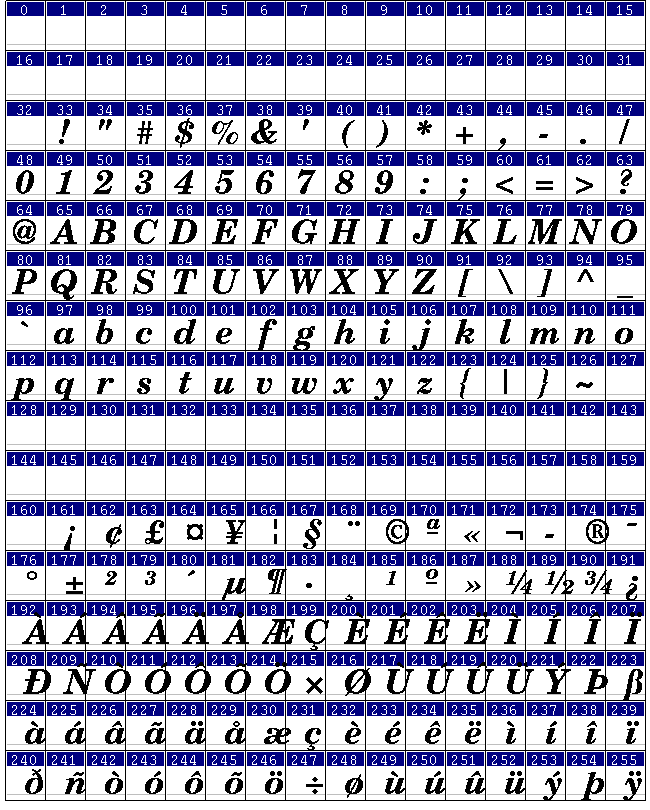 0 1 2 3 4 5 6 7 8 9 10 11 12 13 14 15
16 17 18 19 20 21 22 23 24 25 26 27 28 29 30 31
32 33 34 35 36 37 38 39 40 41 42 43 44 45 46 47
! " # $ % & ' ( ) * + , - . /
48 49 50 51 52 53 54 55 56 57 58 59 60 61 62 63
0 1 2 3 4 5 6 7 8 9 : ; < = > ?
64 65 66 67 68 69 70 71 72 73 74 75 76 77 78 79
@ A B C D E F G H I J K L M N O
80 81 82 83 84 85 86 87 88 89 90 91 92 93 94 95
P Q R S T U V W X Y Z [ \ ] ^ _
96 97 98 99 100 101 102 103 104 105 106 107 108 109 110 111
` a b c d e f g h i j k l m n o
112 113 114 115 116 117 118 119 120 121 122 123 124 125 126 127
p q r s t u v w x y z { | } ~
128 129 130 131 132 133 134 135 136 137 138 139 140 141 142 143
144 145 146 147 148 149 150 151 152 153 154 155 156 157 158 159
160 161 162 163 164 165 166 167 168 169 170 171 172 173 174 175
¡ ¢ £ ¤ ¥ ¦ § ¨ © ª « ¬ - ® ¯
176 177 178 179 180 181 182 183 184 185 186 187 188 189 190 191
° ± ² ³ ´ µ ¶ · ¸ ¹ º » ¼ ½ ¾ ¿
192 193 194 195 196 197 198 199 200 201 202 203 204 205 206 207
À Á Â Ã Ä Å Æ Ç È É Ê Ë Ì Í Î Ï
208 209 210 211 212 213 214 215 216 217 218 219 220 221 222 223
Ð Ñ Ò Ó Ô Õ Ö × Ø Ù Ú Û Ü Ý Þ ß
224 225 226 227 228 229 230 231 232 233 234 235 236 237 238 239
à á â ã ä å æ ç è é ê ë ì í î ï
240 241 242 243 244 245 246 247 248 249 250 251 252 253 254 255
ð ñ ò ó ô õ ö ÷ ø ù ú û ü ý þ ÿ